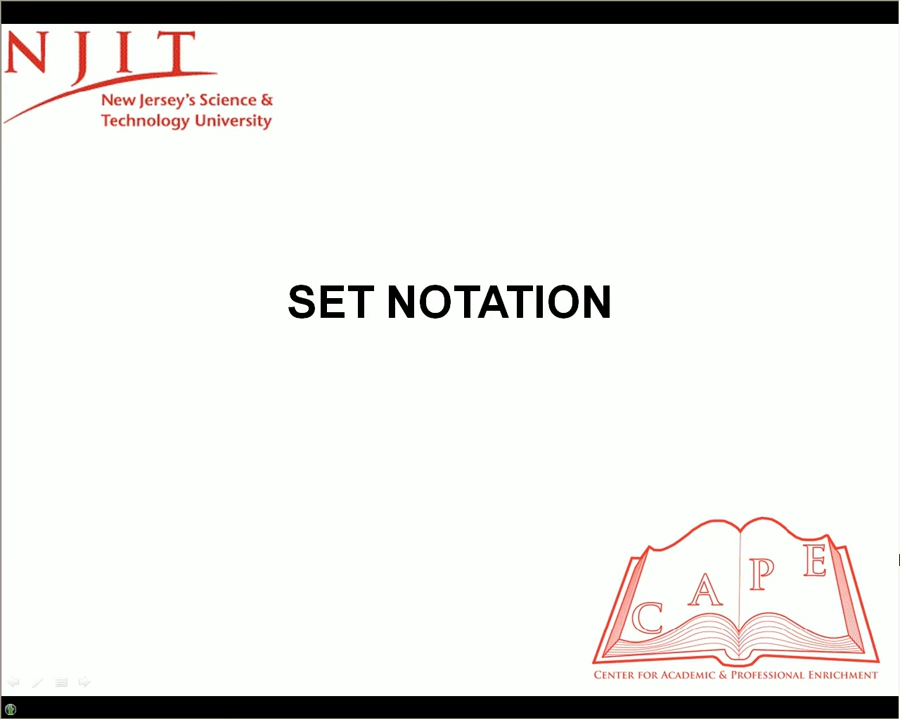 NJIT
New Jersey's Science &
Technology University
SET NOTATION
C A P E
CENTER FOR ACADEMIC & PROFESSIONAL ENRICHMENT